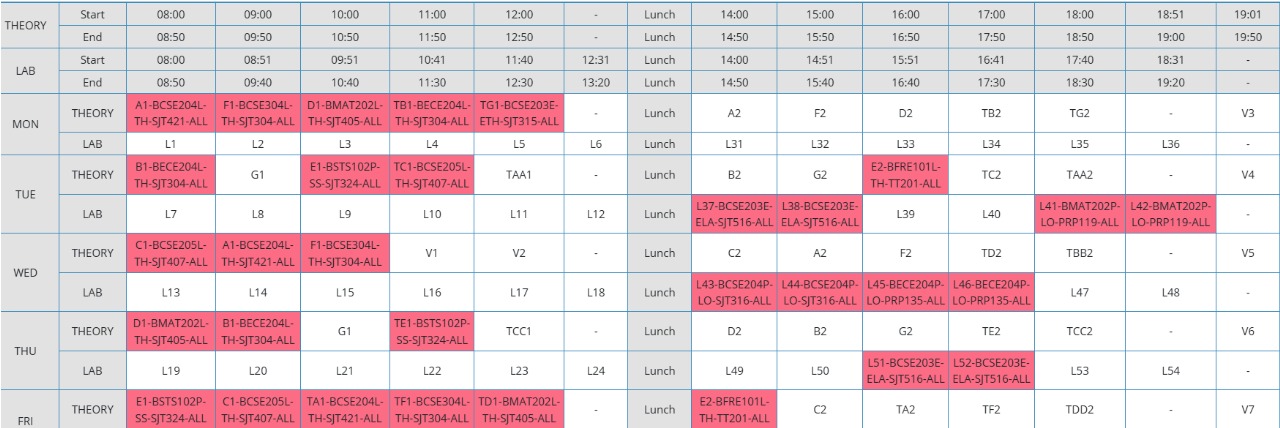 THEORY Start 08:00 09:00 10:00 11:00 12:00 - Lunch 14:00 15:00 16:00 17:00 18:00 18:51 19:01
End 08:50 09:50 10:50 11:50 12:50 - Lunch 14:50 15:50 16:50 17:50 18:50 19:00 19:50
LAB Start 08:00 08:51 09:51 10:41 11:40 12:31 Lunch 14:00 14:51 15:51 16:41 17:40 18:31 -
End 08:50 09:40 10:40 11:30 12:30 13:20 Lunch 14:50 15:40 16:40 17:30 18:30 19:20 -
MON THEORY A1-BCSE204L-TH-SJT421-ALL F1-BCSE304L-TH-SJT304-ALL D1-BMAT202L-TH-SJT405-ALL TB1-BECE204L-TH-SJT304-ALL TG1-BCSE203E-ETH-SJT315-ALL - Lunch A2 F2 D2 TB2 TG2 - V3
LAB L1 L2 L3 L4 L5 L6 Lunch L31 L32 L33 L34 L35 L36 -
TUE THEORY B1-BECE204L-TH-SJT304-ALL G1 E1-BSTS102P-SS-SJT324-ALL TC1-BCSE205L-TH-SJT407-ALL TAA1 - Lunch B2 G2 E2-BFRE101L-TH-TT201-ALL TC2 TAA2 - V4
LAB L7 L8 L9 L10 L11 L12 Lunch L37-BCSE203E-ELA-SJT516-ALL L38-BCSE203E-ELA-SJT516-ALL L39 L40 L41-BMAT202P-LO-PRP119-ALL L42-BMAT202P-LO-PRP119-ALL -
WED THEORY C1-BCSE205L-TH-SJT407-ALL A1-BCSE204L-TH-SJT421-ALL F1-BCSE304L-TH-SJT304-ALL V1 V2 - Lunch C2 A2 F2 TD2 TBB2 - V5
LAB L13 L14 L15 L16 L17 L18 Lunch L43-BCSE204P-LO-SJT316-ALL L44-BCSE204P-LO-SJT316-ALL L45-BECE204P-LO-PRP135-ALL L46-BECE204P-LO-PRP135-ALL L47 L48 -
THU THEORY D1-BMAT202L-TH-SJT405-ALL B1-BECE204L-TH-SJT304-ALL G1 TE1-BSTS102P-SS-SJT324-ALL TCC1 - Lunch D2 B2 G2 TE2 TCC2 - V6
LAB L19 L20 L21 L22 L23 L24 Lunch L49 L50 L51-BCSE203E-ELA-SJT516-ALL L52-BCSE203E-ELA-SJT516-ALL L53 L54 -
FRI THEORY E1-BSTS102P-SS-SJT324-ALL C1-BCSE205L-TH-SJT407-ALL TA1-BCSE204L-TH-SJT421-ALL TF1-BCSE304L-TH-SJT304-ALL TD1-BMAT202L-TH-SJT405-ALL - Lunch E2-BFRE101L-TH-TT201-ALL C2 TA2 TF2 TDD2 - V7